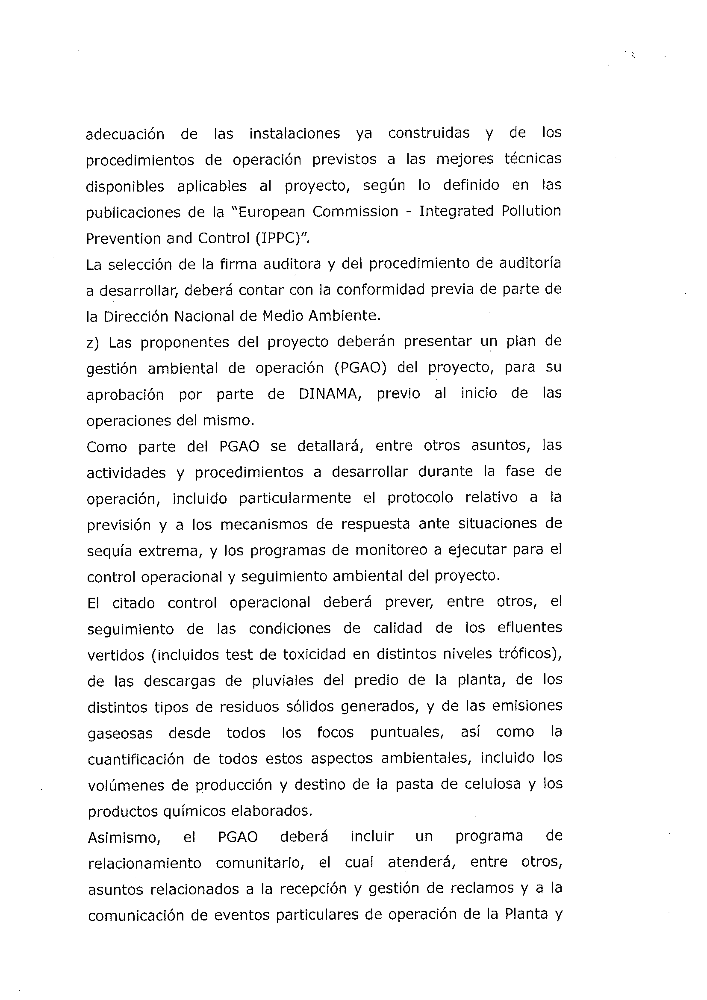 adecuación de las instalaciones ya construidas y de los
procedimientos de operación previstos a las mejores técnicas
disponibles aplicables al proyecto, según lo definido en las
publicaciones de la "European Commission - Integrated Pollution
Prevention and Control (IPPC)".
La selección de la firma auditora y del procedimiento de auditoría
a desarrollar, deberá contar con la conformidad previa de parte de
la Dirección Nacional de Medio Ambiente.
z) Las proponentes del proyecto deberán presentar un plan de
gestión ambiental de operación (PGAO) del proyecto, para su
aprobación por parte de DINAMA, previo al inicio de las
operaciones del mismo.
Como parte del PGAO se detallará, entre otros asuntos, las
actividades y procedimientos a desarrollar durante la fase de
operación, incluido particularmente el protocolo relativo a la
previsión y a los mecanismos de respuesta ante situaciones de
sequía extrema, y los programas de monitoreo a ejecutar para el
control operacional y seguimiento ambiental del proyecto.
El citado control operacional deberá prever, entre otros, el
seguimiento de las condiciones de calidad de los efluentes
vertidos (incluidos test de toxicidad en distintos niveles tróficos),
de las descargas de pluviales del predio de la planta, de los
distintos tipos de residuos sólidos generados, y de las emisiones
gaseosas desde todos los focos puntuales, así como la
cuantificación de todos estos aspectos ambientales, incluido los
volúmenes de producción y destino de la pasta de celulosa y los
productos químicos elaborados.
Asimismo, el PGAO deberá incluir un programa de
relacionamiento comunitario, el cual atenderá, entre otros,
asuntos relacionados a la recepción y gestión de reclamos y a la
comunicación de eventos particulares de operación de la Planta y